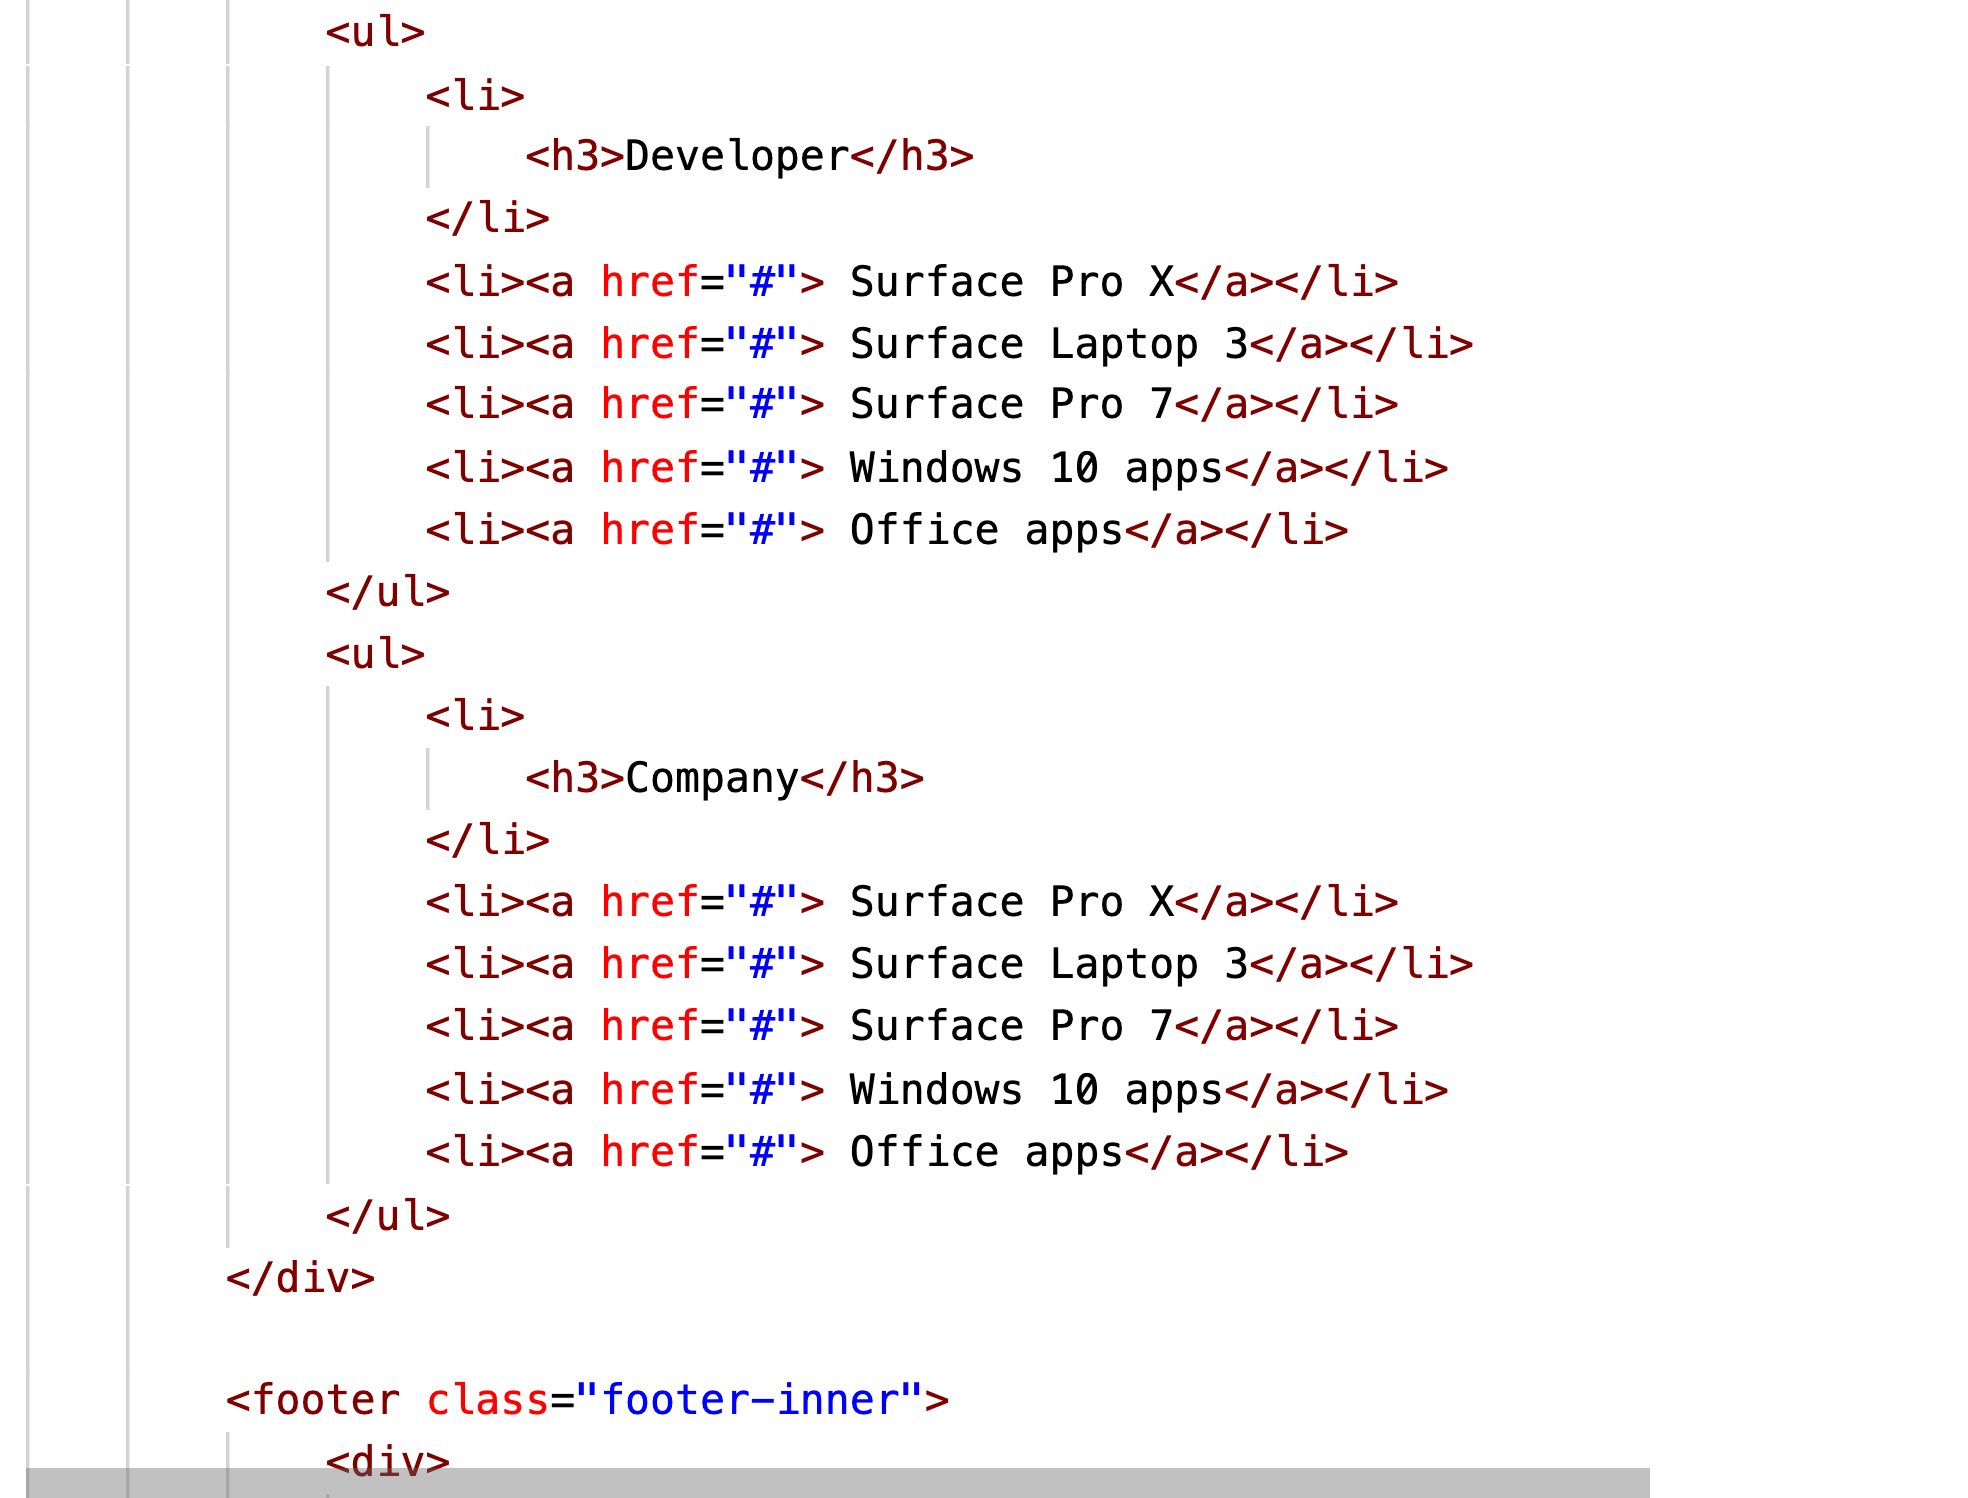 <ul>
<li>
<h3>Developer</h3>
</li>
<li><a href="#"> Surface Pro X</a></li>
<li><a href="#"> Surface Laptop 3</a></li>
<li><a href="#"> Surface Pro 7</a></li>
<li><a href="#"> Windows 10 apps</a></li>
<li><a href="#"> Office apps</a></li>
</ul>
<ul>
<li>
<h3>Company</h3>
</li>
<li><a href="#"> Surface Pro X</a></li>
<li><a href="#"> Surface Laptop 3</a></li>
<li><a href="#"> Surface Pro 7</a></li>
<li><a href="#"> Windows 10 apps</a></li>
<li><a href="#"> Office apps</a></li>
</ul>
</div>
<footer class="footer-inner">
<div>